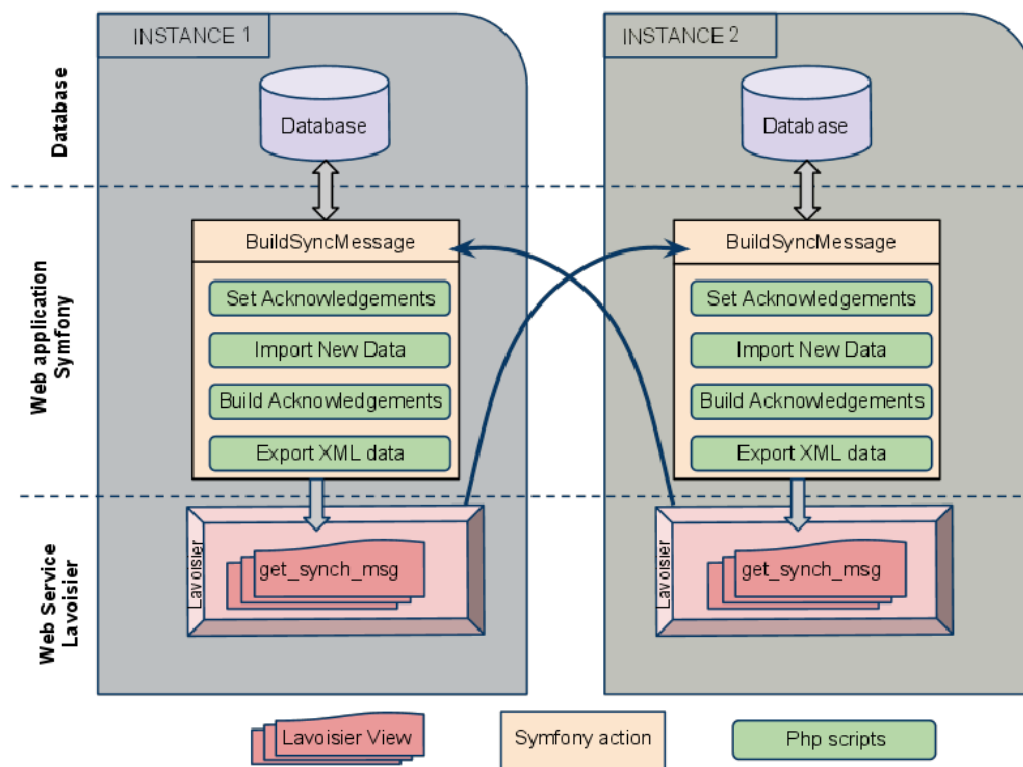 INSTANCE 1
INSTANCE 2
Database
Database
Database
Web application
Symfony
BuildSyncMessage
Set Acknowledgements
Import New Data
Build Acknowledgements
Export XML data
BuildSyncMessage
Set Acknowledgements
Import New Data
Build Acknowledgements
Export XML data
Web Service
Lavoisier
Lavoisier
get_synch_msg
Lavoisier
get_synch_msg
Lavoisier View
Symfony action
Php scripts